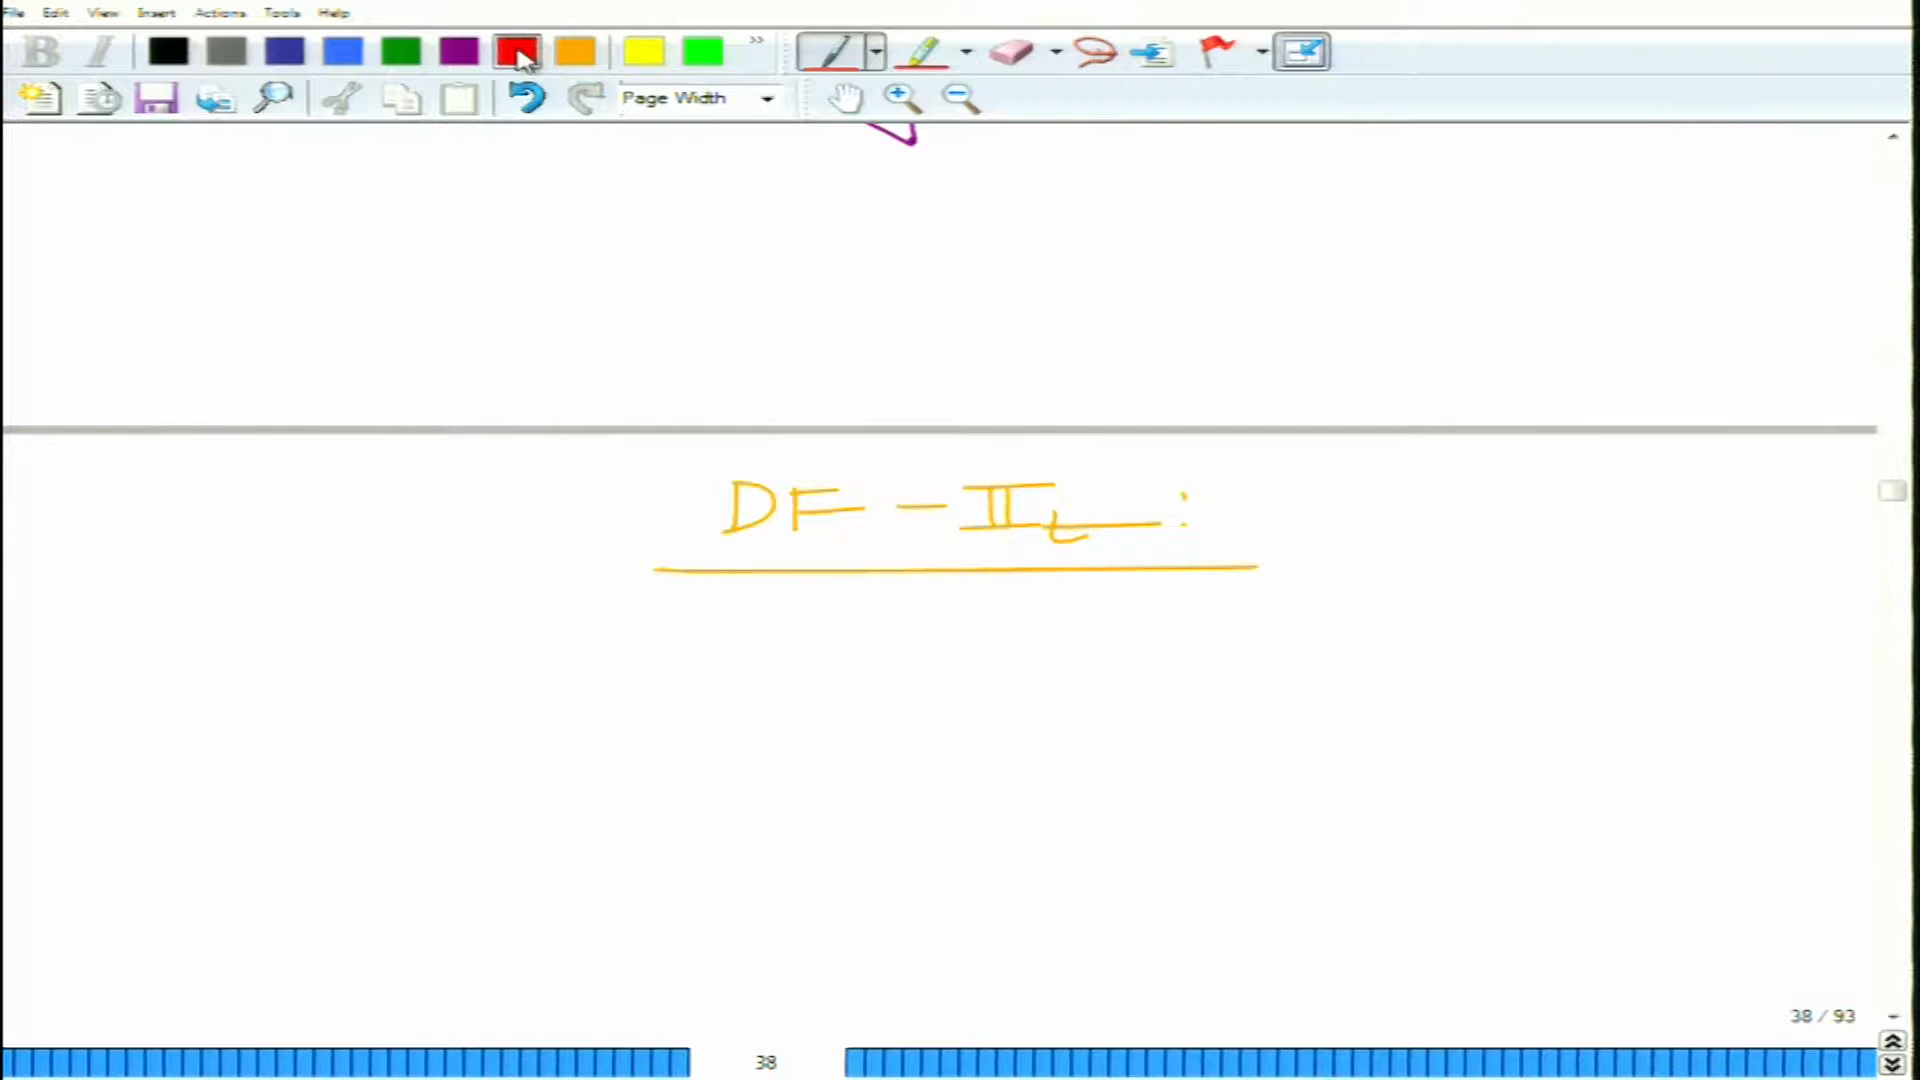 File Edit View Insert Actions Tools Help
B I
Page Width
DF - II t :
38 / 93
38